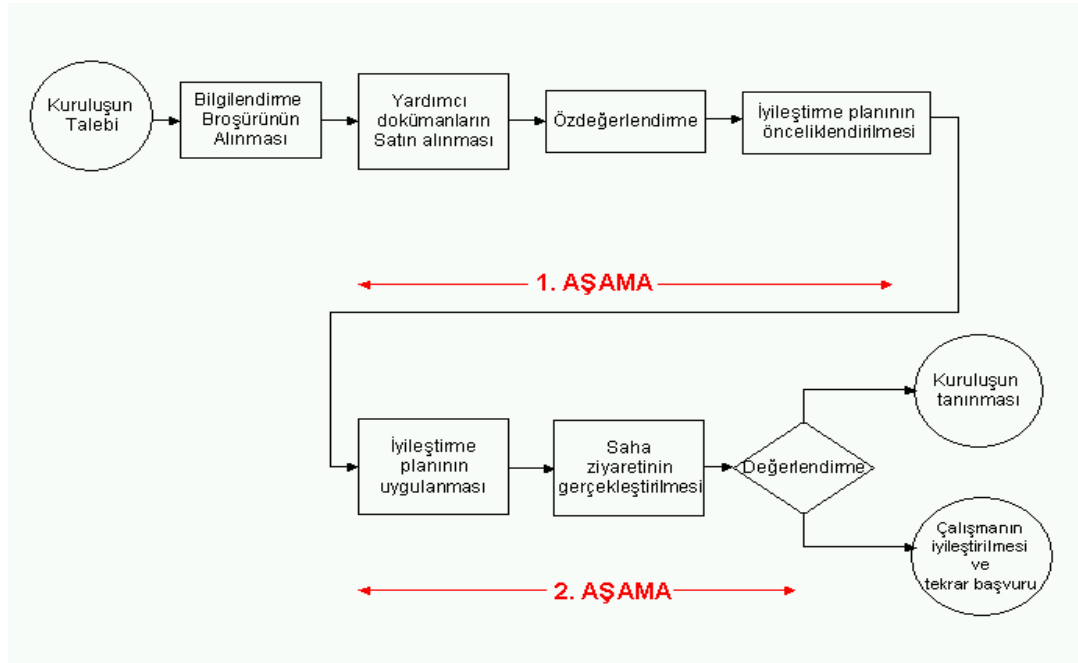 Kuruluşun
Talebi
Bilgilendirme
Broşürünün
Alınması
Yardımcı
dokümanların
Satın alınması
Özdeğerlendirme
İyileştirme planının
önceliklendirilmesi
1. AŞAMA
İyileştirme
planının
uygulanması
Saha
ziyaretinin
gerçekleştirilmesi
Değerlendirme
Kuruluşun
tanınması
Çalışmanın
iyileştirilmesi
ve
tekrar başvuru
2. AŞAMA